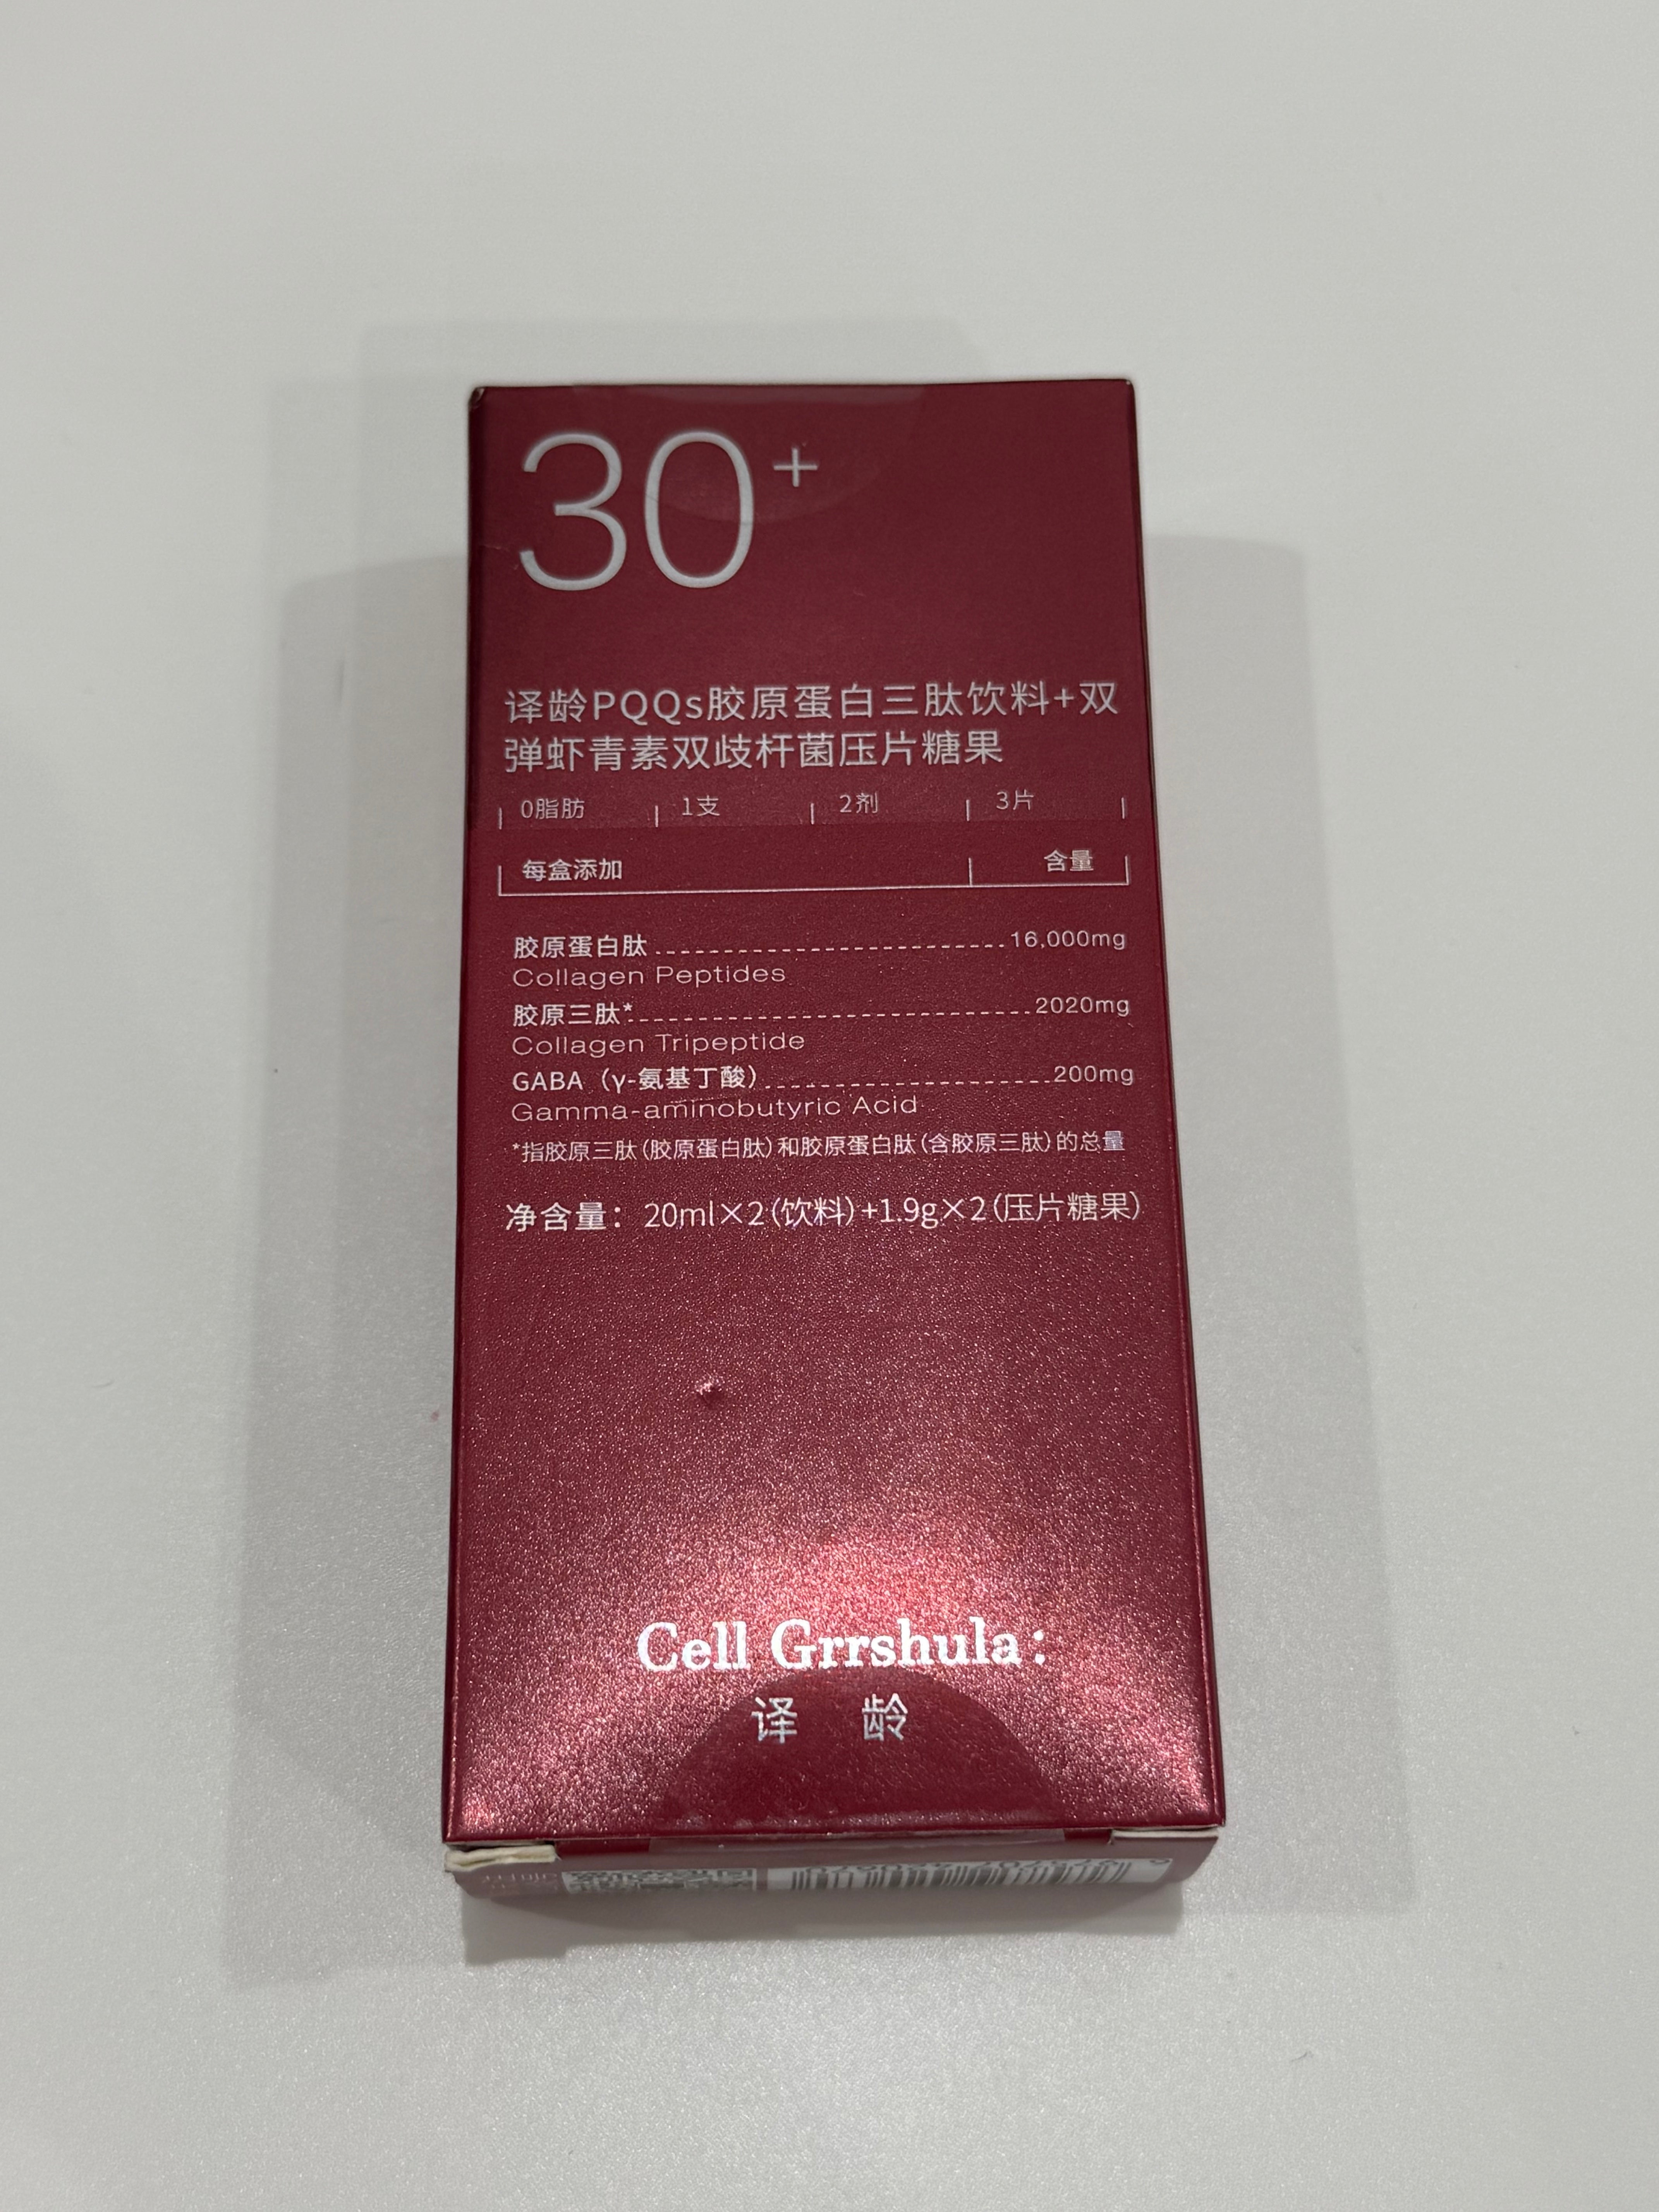 30+
译龄PQQs胶原蛋白三肽饮料+双
弹虾青素双歧杆菌压片糖果
0脂肪 1支 2剂 3片
每盒添加 含量
胶原蛋白肽 16,000mg
Collagen Peptides
胶原三肽* 2020mg
Collagen Tripeptide
GABA（γ-氨基丁酸） 200mg
Gamma-aminobutyric Acid
*指胶原三肽(胶原蛋白肽)和胶原蛋白肽(含胶原三肽)的总量
净含量：20ml×2(饮料)+1.9g×2(压片糖果)
Cell Grrshula:
译 龄